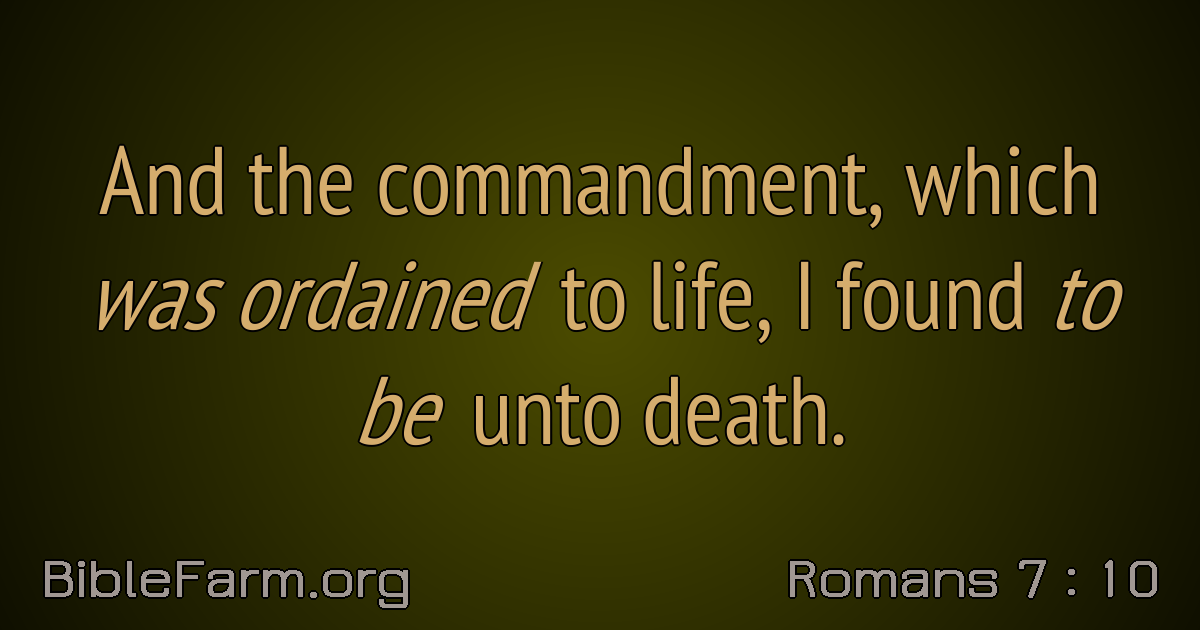 And the commandment, which
was ordained to life, I found to
be unto death.
BibleFarm.org
Romans 7 : 10